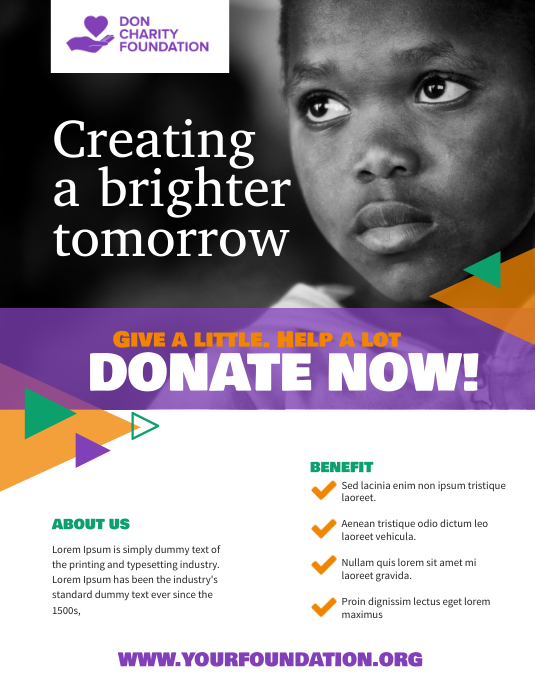 DON
CHARITY
FOUNDATION
Creating
a brighter
tomorrow
GIVE A LITTLE. HELP A LOT
DONATE NOW!
BENEFIT
Sed lacinia enim non ipsum tristique
laoreet.
Aenean tristique odio dictum leo
laoreet vehicula.
Nullam quis lorem sit amet mi
laoreet gravida.
Proin dignissim lectus eget lorem
maximus
ABOUT US
Lorem Ipsum is simply dummy text of
the printing and typesetting industry.
Lorem Ipsum has been the industry's
standard dummy text ever since the
1500s,
WWW.YOURFOUNDATION.ORG